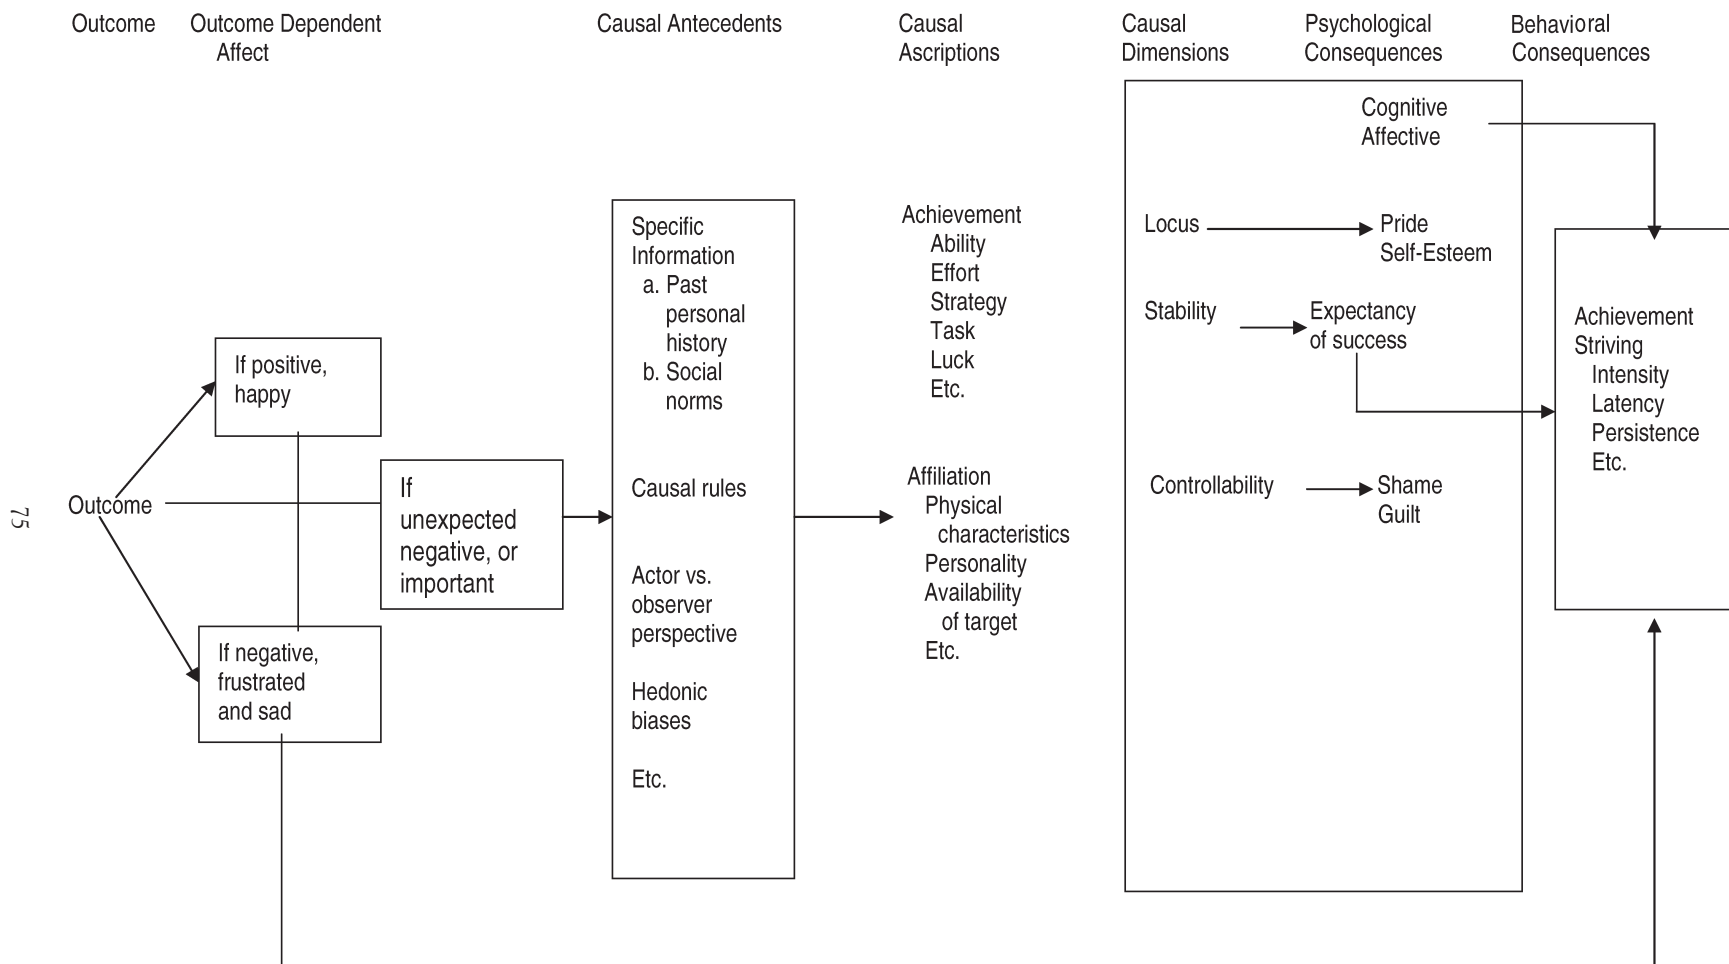 Outcome
Outcome Dependent
Affect
Causal Antecedents
Causal
Ascriptions
Causal
Dimensions
Psychological
Consequences
Behavioral
Consequences
Outcome
If positive,
happy
If negative,
frustrated
and sad
If
unexpected
negative, or
important
Specific
Information
a. Past
personal
history
b. Social
norms
Causal rules
Actor vs.
observer
perspective
Hedonic
biases
Etc.
Achievement
Ability
Effort
Strategy
Task
Luck
Etc.
Affiliation
Physical
characteristics
Personality
Availability
of target
Etc.
Cognitive
Affective
Locus
Pride
Self-Esteem
Stability
Expectancy
of success
Controllability
Shame
Guilt
Achievement
Striving
Intensity
Latency
Persistence
Etc.
75